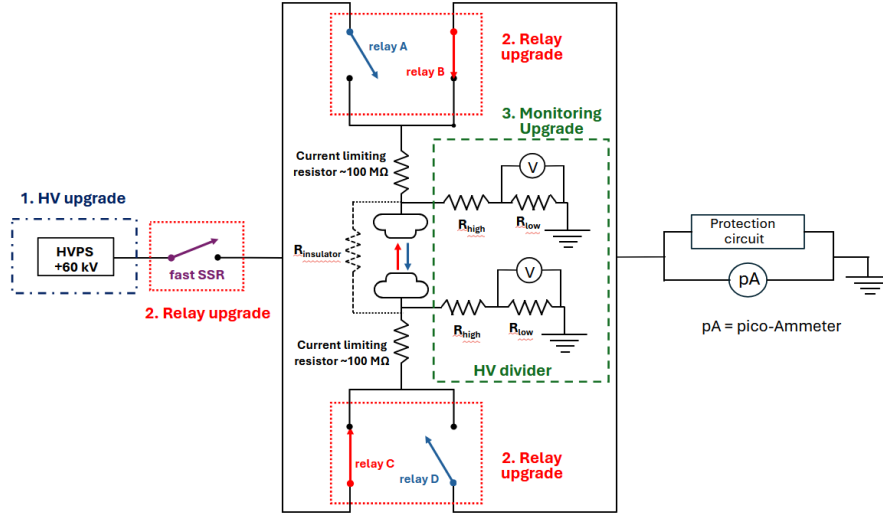 2. Relay
upgrade
relay A
relay B
3. Monitoring
Upgrade
Current limiting
resistor ~100 MΩ
V
Rhigh
Rlow
1. HV upgrade
HVPS
+60 kV
fast SSR
2. Relay upgrade
Rinsulator
V
Rhigh
Rlow
Protection
circuit
pA
pA = pico-Ammeter
Current limiting
resistor ~100 MΩ
HV divider
relay C
relay D
2. Relay
upgrade